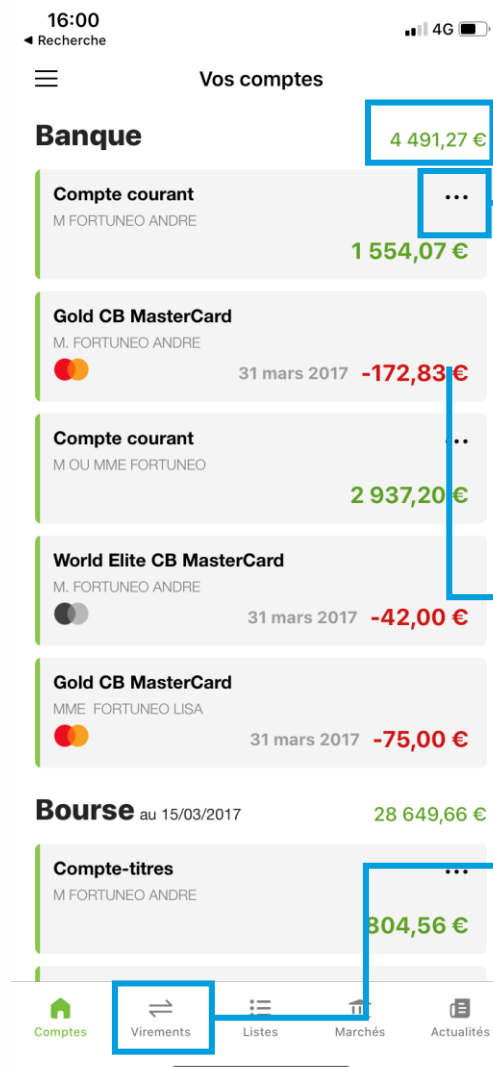 16:00
4G
◀ Recherche
Vos comptes
Banque 4 491,27 €
Compte courant ...
M FORTUNEO ANDRE
1 554,07 €
Gold CB MasterCard
M. FORTUNEO ANDRE
31 mars 2017 -172,83 €
Compte courant ...
M OU MME FORTUNEO
2 937,20 €
World Elite CB MasterCard
M. FORTUNEO ANDRE
31 mars 2017 -42,00 €
Gold CB MasterCard
MME FORTUNEO LISA
31 mars 2017 -75,00 €
Bourse au 15/03/2017 28 649,66 €
Compte-titres ...
M FORTUNEO ANDRE
804,56 €
Comptes Virements Listes Marchés Actualités